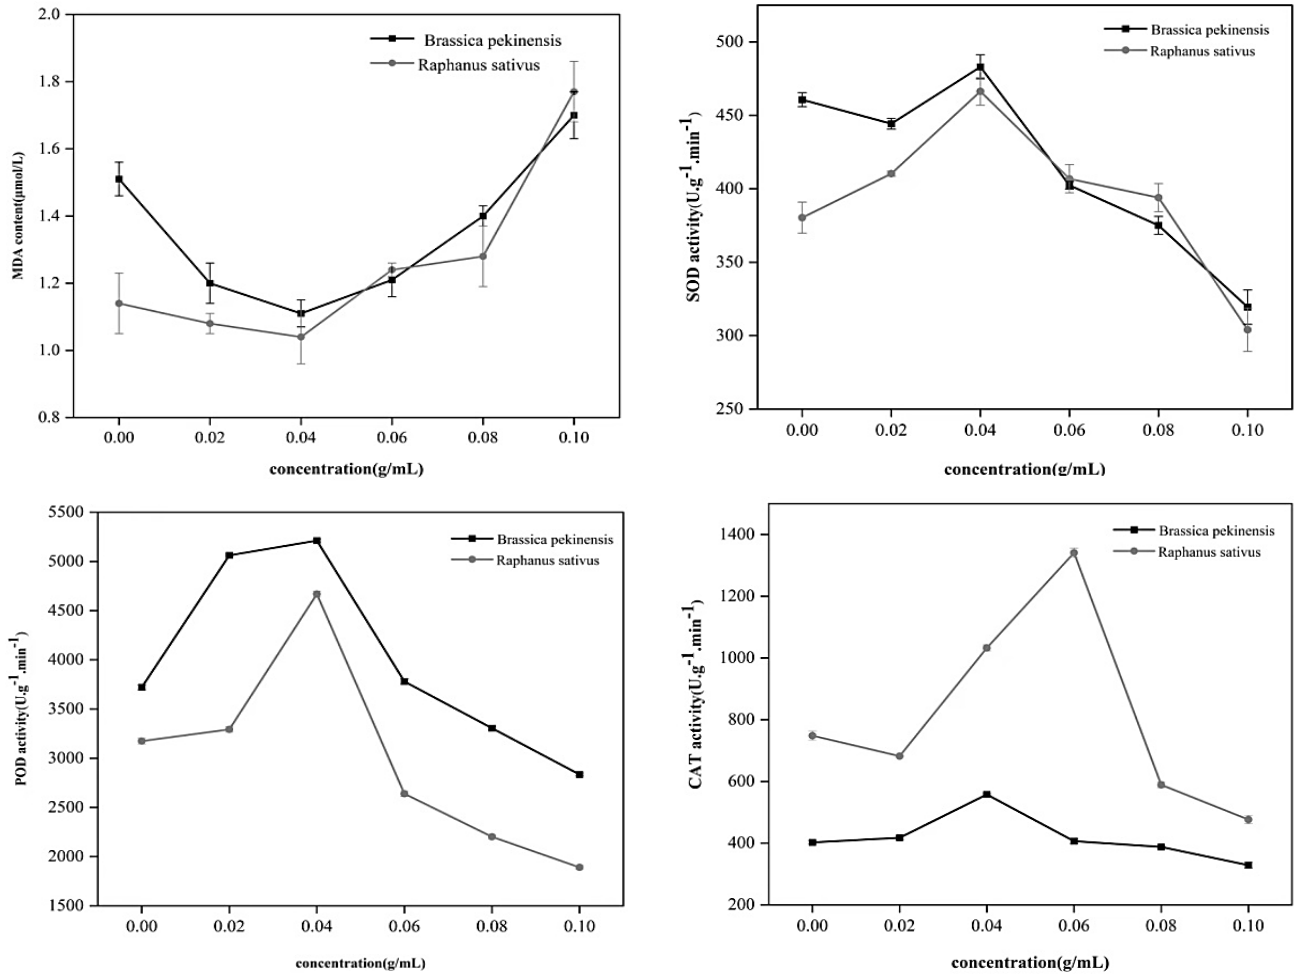 2.0
1.8
1.6
1.4
1.2
1.0
0.8
MDA content(μmol/L)
Brassica pekinensis
Raphanus sativus
0.00 0.02 0.04 0.06 0.08 0.10
concentration(g/mL)
500
450
400
350
300
250
SOD activity(U.g⁻¹.min⁻¹)
Brassica pekinensis
Raphanus sativus
0.00 0.02 0.04 0.06 0.08 0.10
concentration(g/mL)
5500
5000
4500
4000
3500
3000
2500
2000
1500
POD activity(U.g⁻¹.min⁻¹)
Brassica pekinensis
Raphanus sativus
0.00 0.02 0.04 0.06 0.08 0.10
concentration(g/mL)
1400
1200
1000
800
600
400
200
CAT activity(U.g⁻¹.min⁻¹)
Brassica pekinensis
Raphanus sativus
0.00 0.02 0.04 0.06 0.08 0.10
concentration(g/mL)